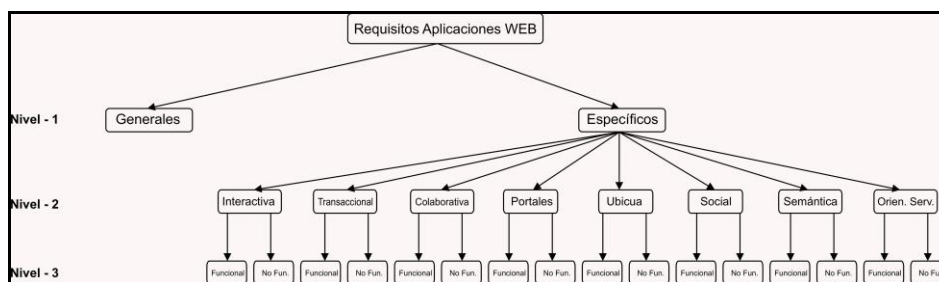 Requisitos Aplicaciones WEB
Nivel - 1
Generales
Específicos
Nivel - 2
Interactiva
Transaccional
Colaborativa
Portales
Ubicua
Social
Semántica
Orien. Serv.
Nivel - 3
Funcional
No Fun.
Funcional
No Fun.
Funcional
No Fun.
Funcional
No Fun.
Funcional
No Fun.
Funcional
No Fun.
Funcional
No Fun.
Funcional
No Fu